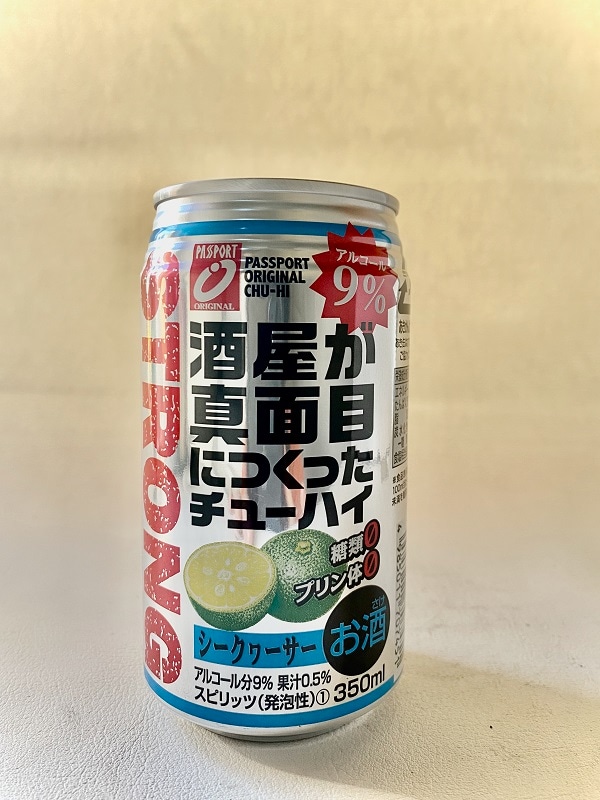 STRONG
PASSPORT
ORIGINAL
PASSPORT
ORIGINAL
CHU-HI
アルコール
9%
酒屋が
真面目
につくった
チューハイ
糖類0
プリン体0
シークヮーサー
さけ
お酒
アルコール分9% 果汁0.5%
スピリッツ(発泡性)① 350ml